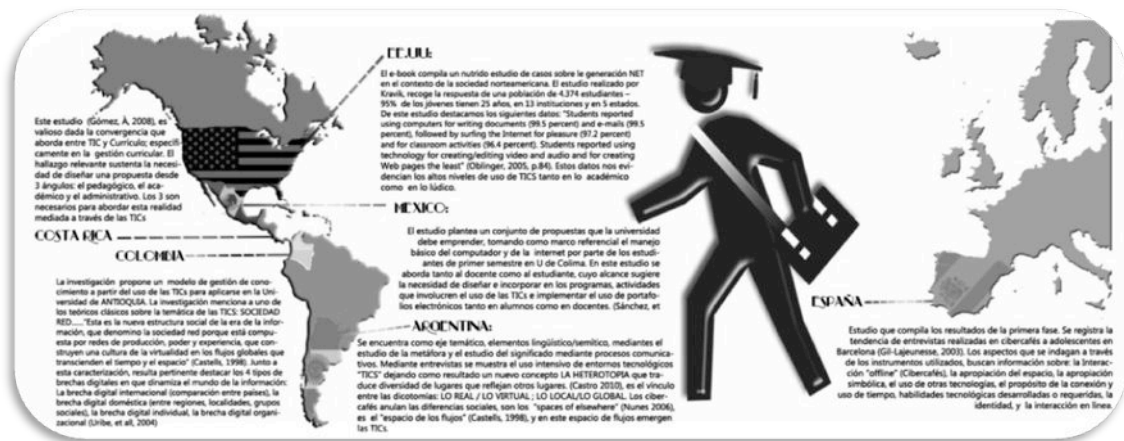 EE.UU:
El e-book compila un nutrido estudio de casos sobre le generación NET
en el contexto de la sociedad norteamericana. El estudio realizado por
Kravik, recoge la respuesta de una población de 4.374 estudiantes –
95% de los jóvenes tienen 25 años, en 13 instituciones y en 5 estados.
De este estudio destacamos los siguientes datos: "Students reported
using computers for writing documents (99.5 percent) and e-mails (99.5
percent), followed by surfing the Internet for pleasure (97.2 percent)
and for classroom activities (96.4 percent). Students reported using
technology for creating/editing video and audio and for creating
Web pages the least" (Oblinger, 2005, p.84). Estos datos nos evi-
dencian los altos niveles de uso de TICS tanto en lo académico
como en lo lúdico.
Este estudio (Gómez, À, 2008), es
valioso dada la convergencia que
aborda entre TIC y Currículo; específi-
camente en la gestión curricular. El
hallazgo relevante sustenta la necesi-
dad de diseñar una propuesta desde
3 ángulos: el pedagógico, el aca-
démico y el administrativo. Los 3 son
necesarios para abordar esta realidad
mediada a través de las TICs
COSTA RICA
COLOMBIA
La investigación propone un modelo de gestión de cono-
cimiento a partir del uso de las TICs para aplicarse en la Uni-
versidad de ANTIOQUIA. La investigación menciona a uno de
los teóricos clásicos sobre la temática de las TICS: SOCIEDAD
RED....."Esta es la nueva estructura social de la era de la infor-
mación, que denomino la sociedad red porque está compu-
esta por redes de producción, poder y experiencia, que con-
struyen una cultura de la virtualidad en los flujos globales que
transcienden el tiempo y el espacio" (Castells, 1998). Junto a
esta caracterización, resulta pertinente destacar los 4 tipos de
brechas digitales en que dinamiza el mundo de la información:
La brecha digital internacional (comparación entre países), la
brecha digital doméstica (entre regiones, localidades, grupos
sociales), la brecha digital individual, la brecha digital organi-
zacional (Uribe, et all, 2004)
MEXICO:
El estudio plantea un conjunto de propuestas que la universidad
debe emprender, tomando como marco referencial el manejo
básico del computador y de la internet por parte de los estudi-
antes de primer semestre en U de Colima. En este estudio se
aborda tanto al docente como al estudiante, cuyo alcance sugiere
la necesidad de diseñar e incorporar en los programas, actividades
que involucren el uso de las TICs e implementar el uso de portafo-
lios electrónicos tanto en alumnos como en docentes. (Sánchez, et
ARGENTINA:
Se encuentra como eje temático, elementos lingüístico/semítico, mediantes el
estudio de la metáfora y el estudio del significado mediante procesos comunica-
tivos. Mediante entrevistas se muestra el uso intensivo de entornos tecnológicos
"TICS" dejando como resultado un nuevo concepto LA HETEROTOPIA que tra-
duce diversidad de lugares que reflejan otros lugares. (Castro 2010), es el vínculo
entre las dicotomías: LO REAL / LO VIRTUAL ; LO LOCAL/LO GLOBAL. Los ciber-
cafés anulan las diferencias sociales, son los "spaces of elsewhere" (Nunes 2006),
es el "espacio de los flujos" (Castells, 1998), y en este espacio de flujos emergen
las TICs.
ESPAÑA
Estudio que compila los resultados de la primera fase. Se registra la
tendencia de entrevistas realizadas en cibercafés a adolescentes en
Barcelona (Gil-Lajeunesse, 2003). Los aspectos que se indagan a través
de los instrumentos utilizados, buscan información sobre: la Interac-
ción "offline" (Cibercafés), la apropiación del espacio, la apropiación
simbólica, el uso de otras tecnologías, el propósito de la conexión y
uso de tiempo, habilidades tecnológicas desarrolladas o requeridas, la
identidad, y la interacción en línea.